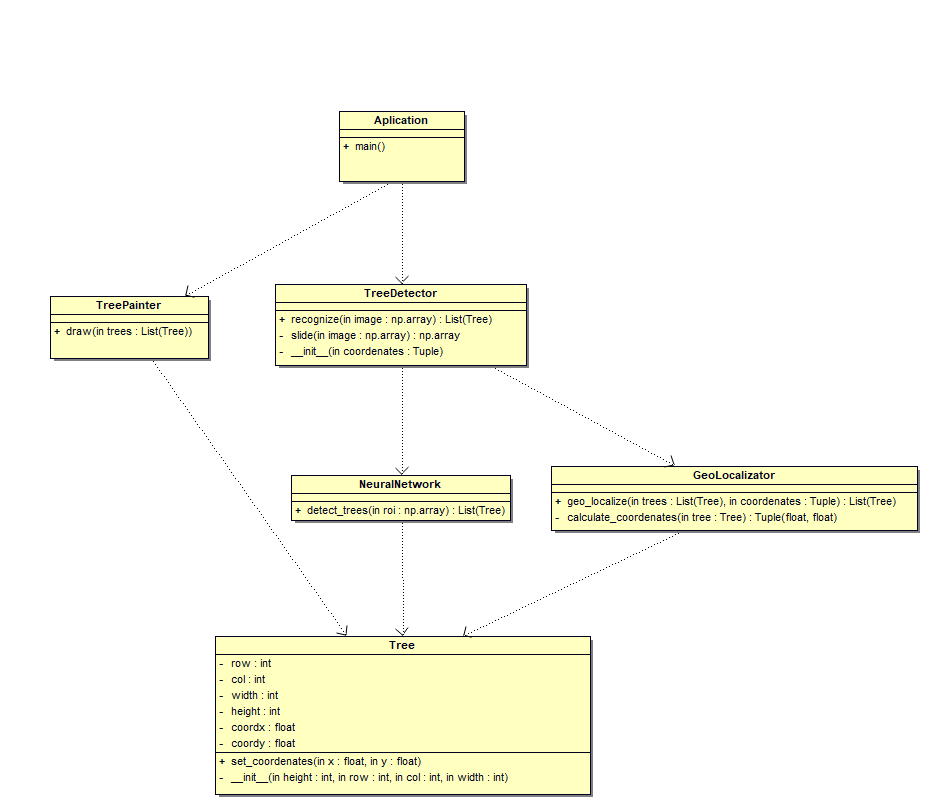 Aplication
+ main()
TreePainter
+ draw(in trees : List(Tree))
TreeDetector
+ recognize(in image : np.array) : List(Tree)
- slide(in image : np.array) : np.array
- __init__(in coordenates : Tuple)
NeuralNetwork
+ detect_trees(in roi : np.array) : List(Tree)
GeoLocalizator
+ geo_localize(in trees : List(Tree), in coordenates : Tuple) : List(Tree)
- calculate_coordenates(in tree : Tree) : Tuple(float, float)
Tree
- row : int
- col : int
- width : int
- height : int
- coordx : float
- coordy : float
+ set_coordenates(in x : float, in y : float)
- __init__(in height : int, in row : int, in col : int, in width : int)